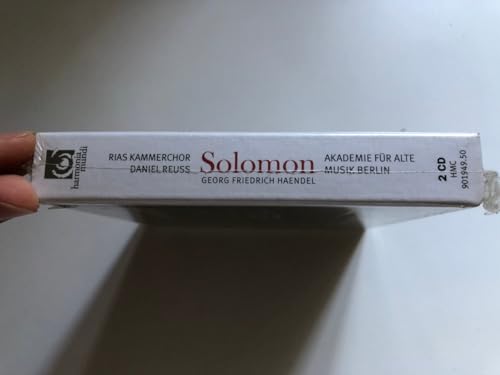 harmonia
mundi
RIAS KAMMERCHOR
DANIEL REUSS
Solomon
GEORG FRIEDRICH HAENDEL
AKADEMIE FÜR ALTE
MUSIK BERLIN
2 CD
HMC
901949.50